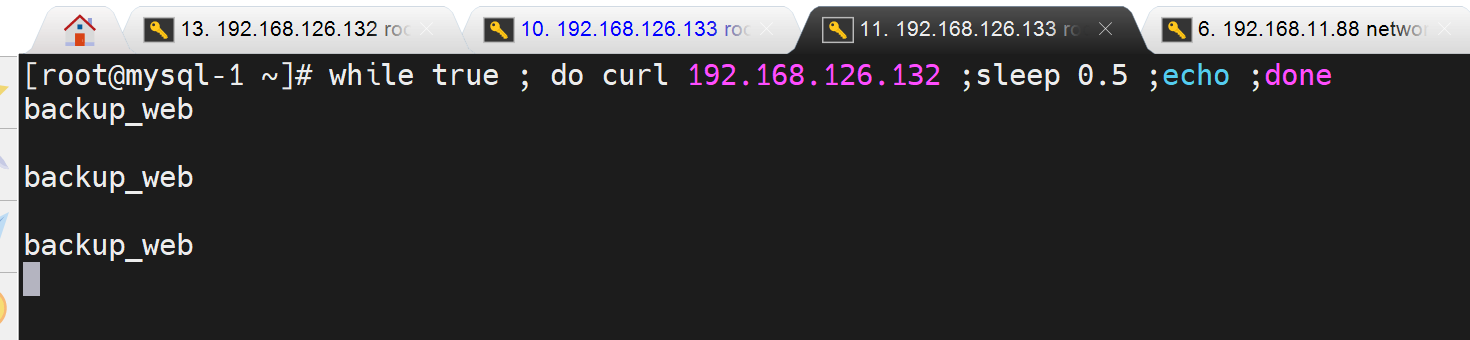 13. 192.168.126.132 roo
10. 192.168.126.133 roo
11. 192.168.126.133 ro
6. 192.168.11.88 networ
[root@mysql-1 ~]# while true ; do curl 192.168.126.132 ;sleep 0.5 ;echo ;done
backup_web
backup_web
backup_web